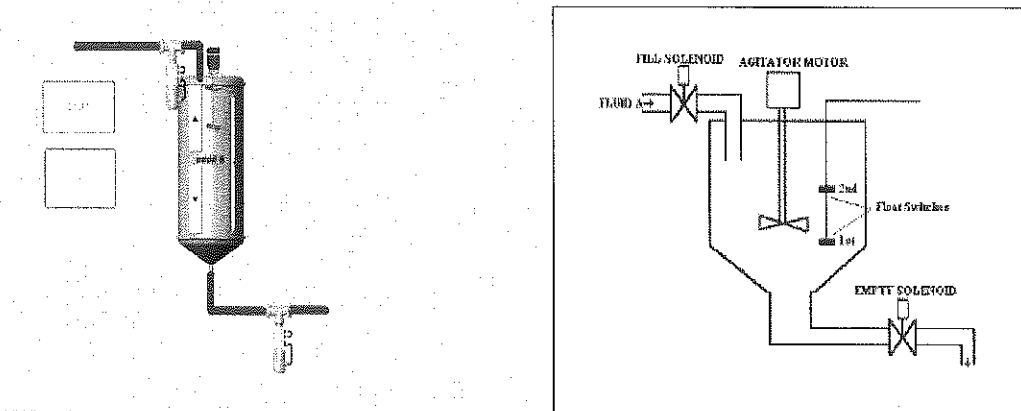 FILL SOLENOID
AGITATOR MOTOR
FLUID A
2nd
Float Switches
1st
EMPTY SOLENOID